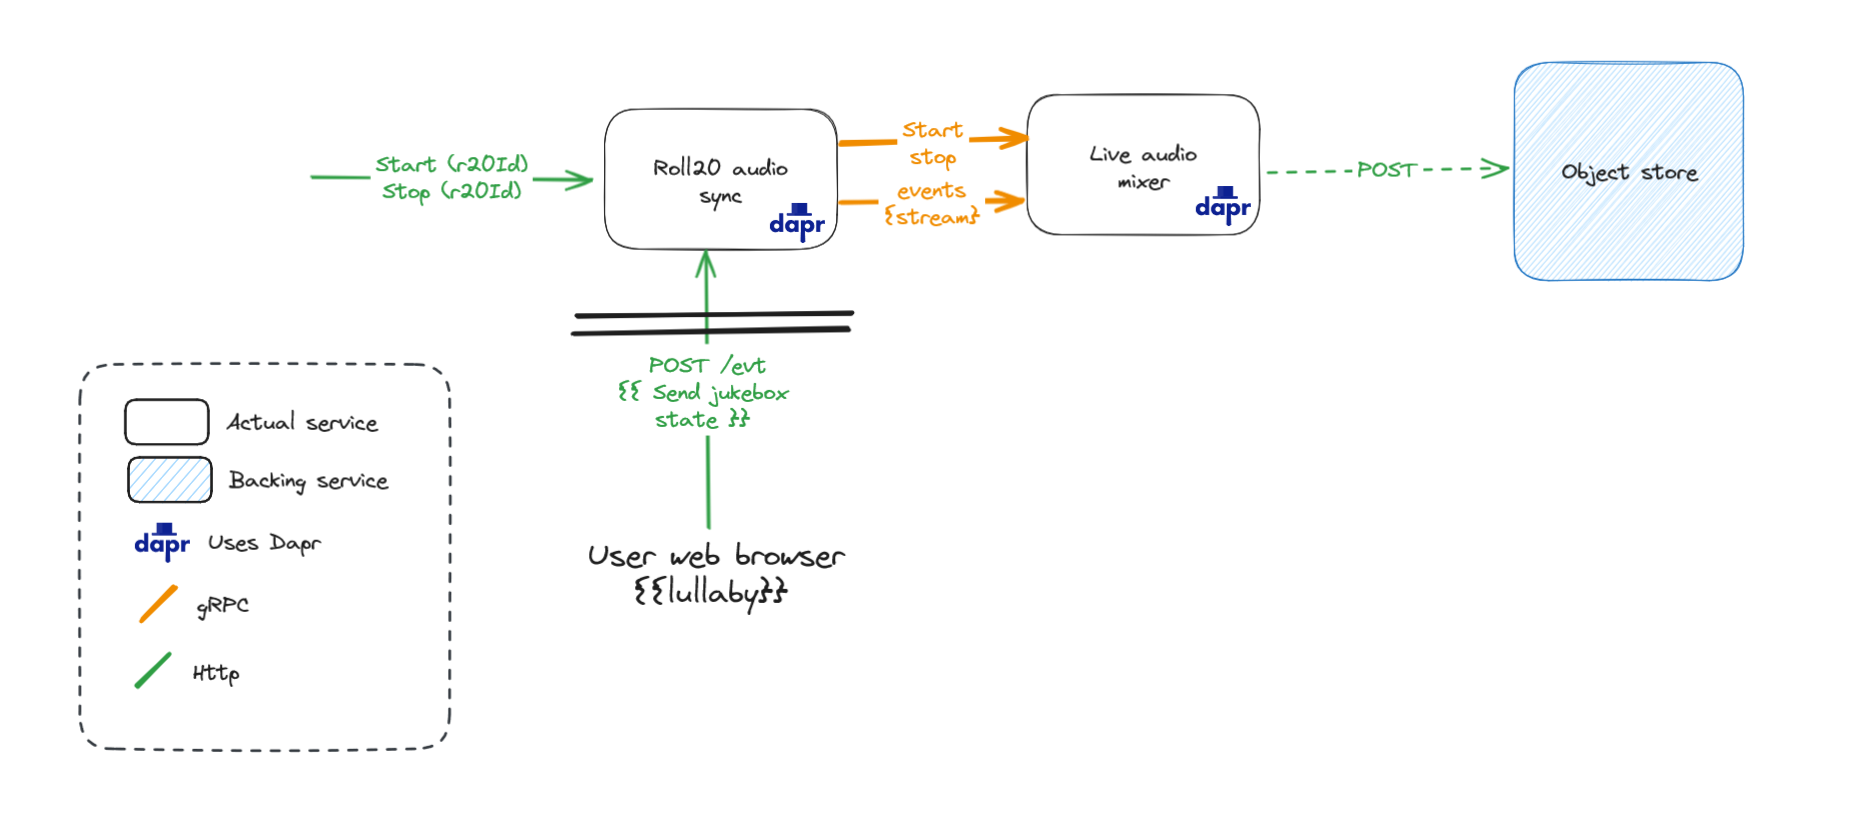 Start (r20Id)
Stop (r20Id)
Roll20 audio
sync
dapr
Start
stop
events
{stream}
Live audio
mixer
dapr
POST
Object store
POST /evt
{{ Send jukebox
state }}
User web browser
{{lullaby}}
Actual service
Backing service
dapr Uses Dapr
gRPC
Http